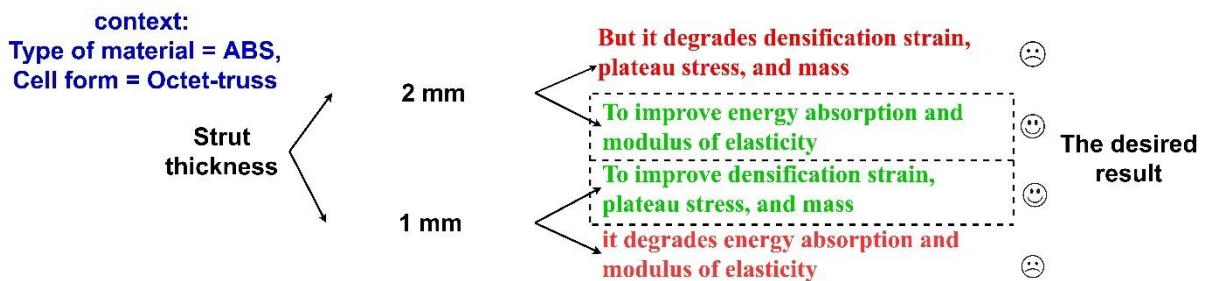 context:
Type of material = ABS,
Cell form = Octet-truss
Strut
thickness
2 mm
But it degrades densification strain,
plateau stress, and mass
To improve energy absorption and
modulus of elasticity
1 mm
To improve densification strain,
plateau stress, and mass
it degrades energy absorption and
modulus of elasticity
The desired
result